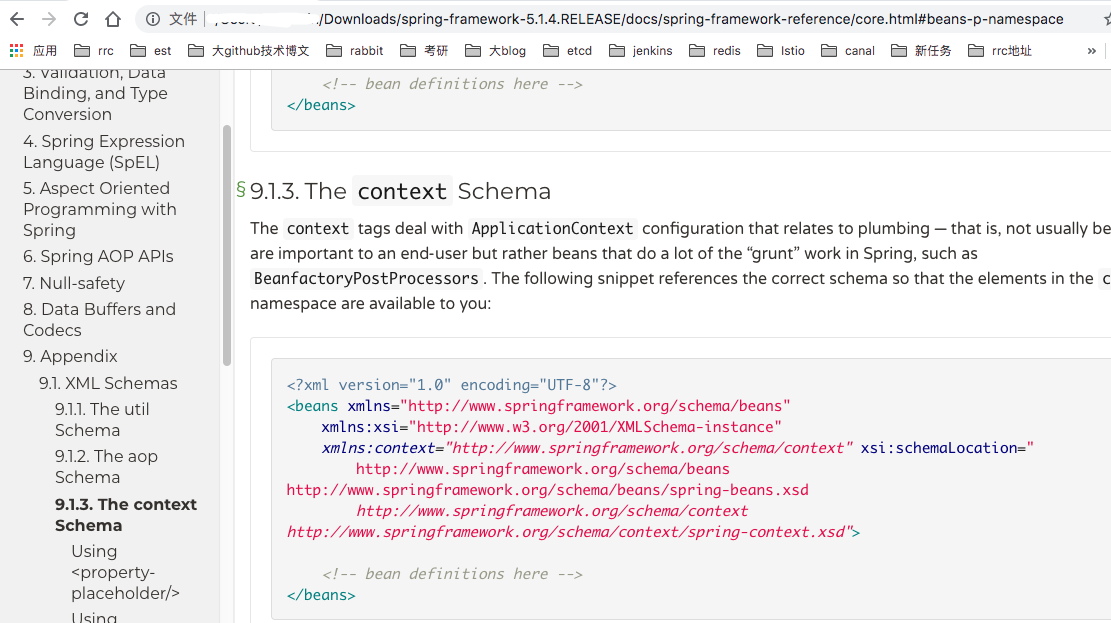 文件
/Downloads/spring-framework-5.1.4.RELEASE/docs/spring-framework-reference/core.html#beans-p-namespace
应用 rrc est 大github技术博文 rabbit 考研 大blog etcd jenkins redis Istio canal 新任务 rrc地址 »
3. Validation, Data
Binding, and Type
Conversion
4. Spring Expression
Language (SpEL)
5. Aspect Oriented
Programming with
Spring
6. Spring AOP APIs
7. Null-safety
8. Data Buffers and
Codecs
9. Appendix
9.1. XML Schemas
9.1.1. The util
Schema
9.1.2. The aop
Schema
9.1.3. The context
Schema
Using
<property-
placeholder/>
Using
<!-- bean definitions here -->
</beans>
§ 9.1.3. The context Schema
The context tags deal with ApplicationContext configuration that relates to plumbing — that is, not usually be
are important to an end-user but rather beans that do a lot of the “grunt” work in Spring, such as
BeanfactoryPostProcessors. The following snippet references the correct schema so that the elements in the c
namespace are available to you:
<?xml version="1.0" encoding="UTF-8"?>
<beans xmlns="http://www.springframework.org/schema/beans"
xmlns:xsi="http://www.w3.org/2001/XMLSchema-instance"
xmlns:context="http://www.springframework.org/schema/context" xsi:schemaLocation="
http://www.springframework.org/schema/beans
http://www.springframework.org/schema/beans/spring-beans.xsd
http://www.springframework.org/schema/context
http://www.springframework.org/schema/context/spring-context.xsd">
<!-- bean definitions here -->
</beans>